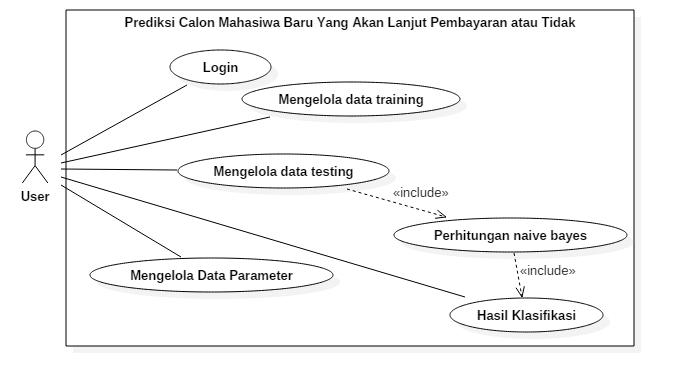 Prediksi Calon Mahasiwa Baru Yang Akan Lanjut Pembayaran atau Tidak
Login
Mengelola data training
Mengelola data testing
«include»
User
Perhitungan naive bayes
Mengelola Data Parameter
«include»
Hasil Klasifikasi